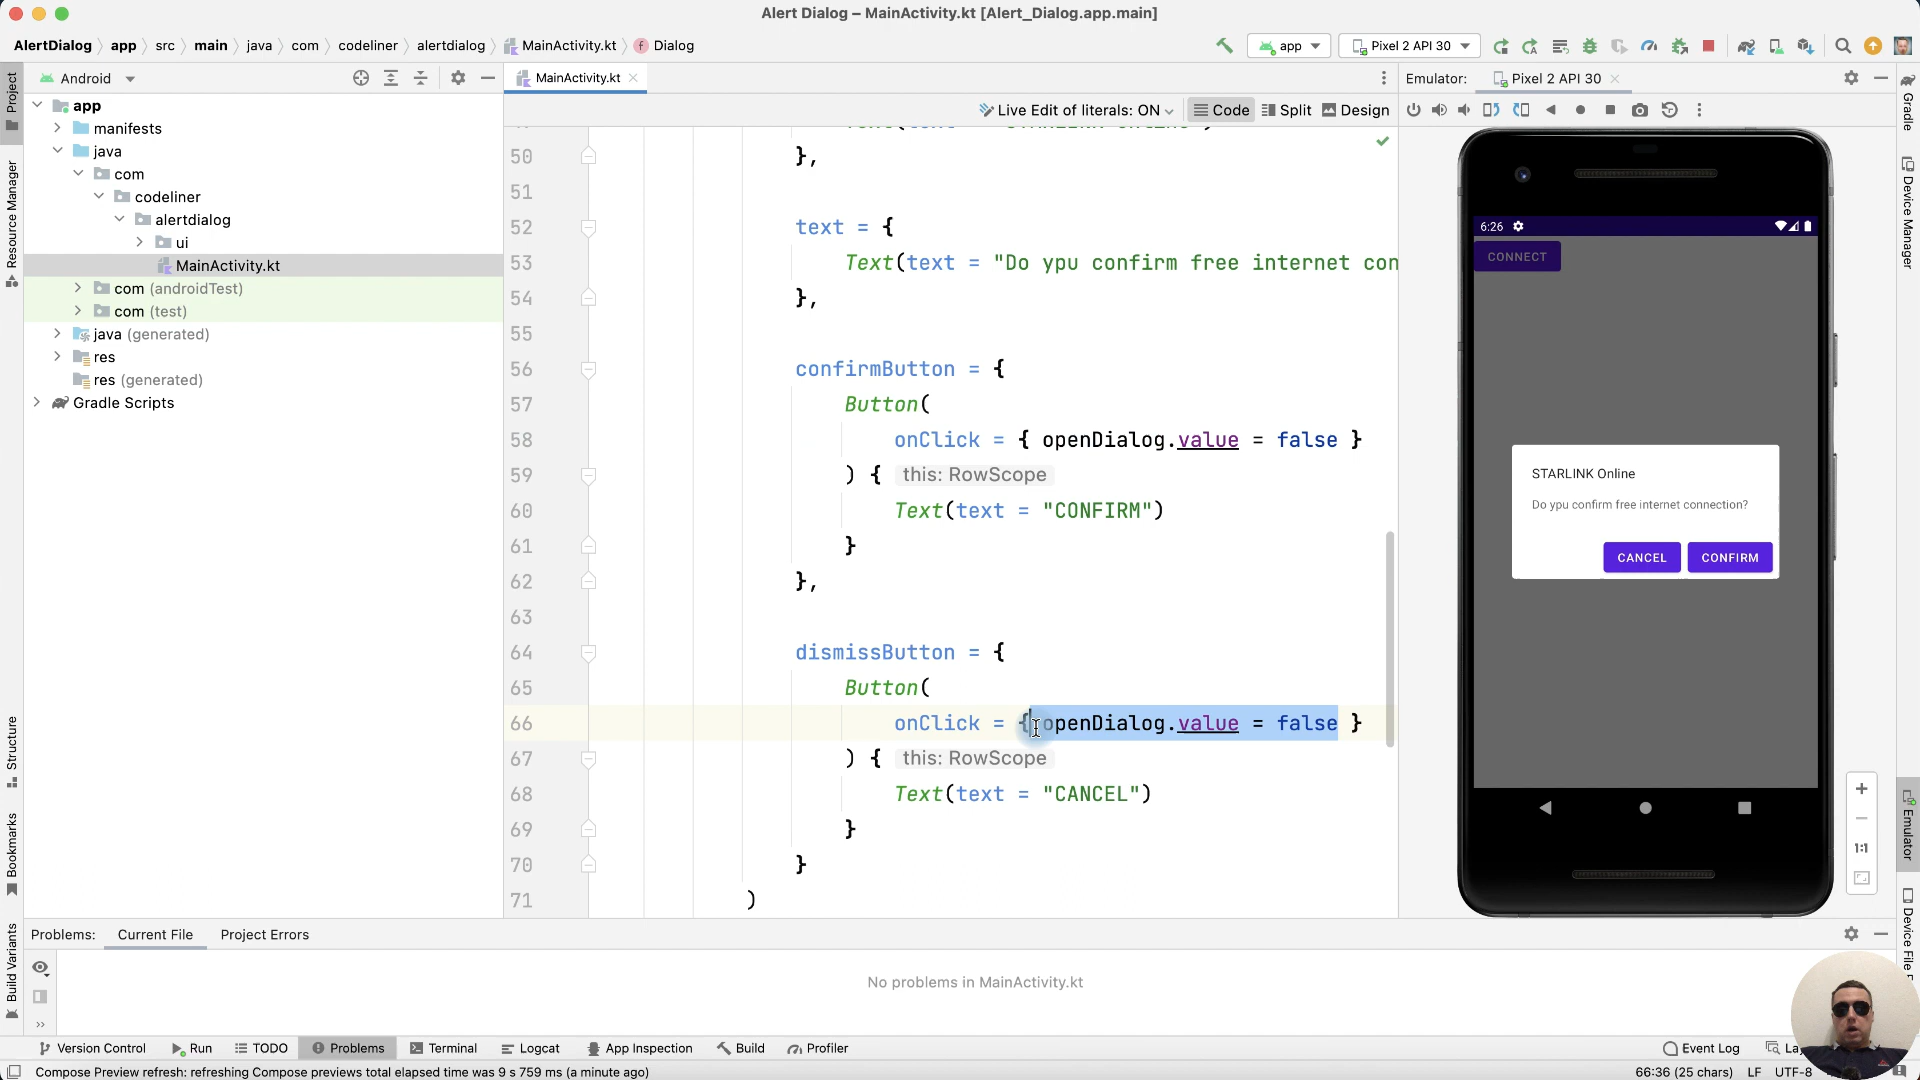 Alert Dialog – MainActivity.kt [Alert_Dialog.app.main]
AlertDialog app src main java com codeliner alertdialog MainActivity.kt Dialog
app Pixel 2 API 30
Android
MainActivity.kt
Emulator: Pixel 2 API 30
Live Edit of literals: ON Code Split Design
Project
Resource Manager
Structure
Bookmarks
Build Variants
app
manifests
java
com
codeliner
alertdialog
ui
MainActivity.kt
com (androidTest)
com (test)
java (generated)
res
res (generated)
Gradle Scripts
50 },
51
52 text = {
53 Text(text = "Do ypu confirm free internet con
54 },
55
56 confirmButton = {
57 Button(
58 onClick = { openDialog.value = false }
59 ) { this: RowScope
60 Text(text = "CONFIRM")
61 }
62 },
63
64 dismissButton = {
65 Button(
66 onClick = { openDialog.value = false }
67 ) { this: RowScope
68 Text(text = "CANCEL")
69 }
70 }
71 )
6:26
CONNECT
STARLINK Online
Do ypu confirm free internet connection?
CANCEL CONFIRM
1:1
Gradle
Device Manager
Emulator
Device File
Problems: Current File Project Errors
No problems in MainActivity.kt
Version Control Run TODO Problems Terminal Logcat App Inspection Build Profiler Event Log
Compose Preview refresh: refreshing Compose previews total elapsed time was 9 s 759 ms (a minute ago) 66:36 (25 chars) LF UTF-8